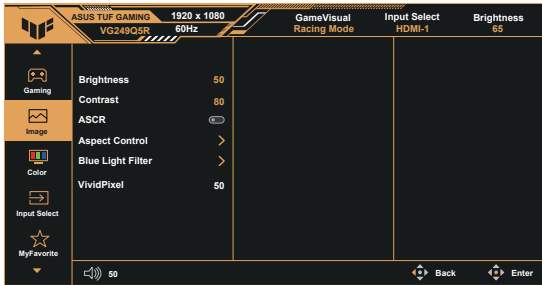 ASUS TUF GAMING 1920 x 1080
VG249Q5R 60Hz
GameVisual
Racing Mode
Input Select
HDMI-1
Brightness
65
Gaming
Image
Color
Input Select
MyFavorite
Brightness 50
Contrast 80
ASCR
Aspect Control
Blue Light Filter
VividPixel 50
50
Back
Enter